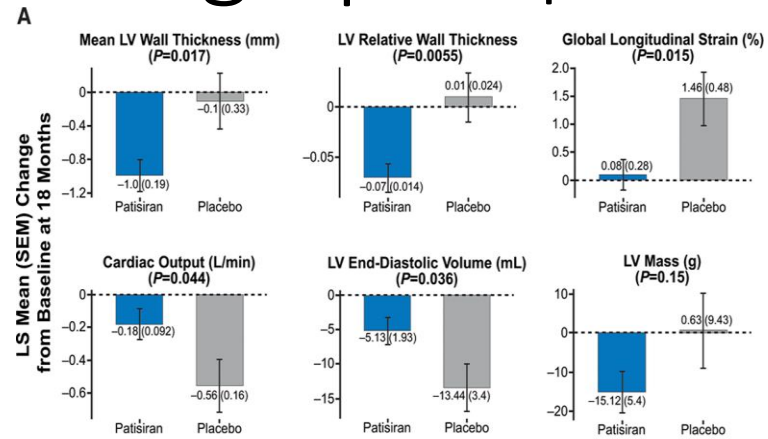 A
LS Mean (SEM) Change
from Baseline at 18 Months
Mean LV Wall Thickness (mm)
(P=0.017)
0
−0.4
−0.8
−1.2
−1.0(0.19)
−0.1(0.33)
Patisiran
Placebo
LV Relative Wall Thickness
(P=0.0055)
0
−0.05
−0.07(0.014)
0.01(0.024)
Patisiran
Placebo
Global Longitudinal Strain (%)
(P=0.015)
2.0
1.5
1.0
0.5
0
0.08(0.28)
1.46(0.48)
Patisiran
Placebo
Cardiac Output (L/min)
(P=0.044)
0
−0.2
−0.4
−0.6
−0.18(0.092)
−0.56(0.16)
Patisiran
Placebo
LV End-Diastolic Volume (mL)
(P=0.036)
0
−5
−10
−15
−5.13(1.93)
−13.44(3.4)
Patisiran
Placebo
LV Mass (g)
(P=0.15)
10
0
−10
−20
−15.12(5.4)
0.63(9.43)
Patisiran
Placebo